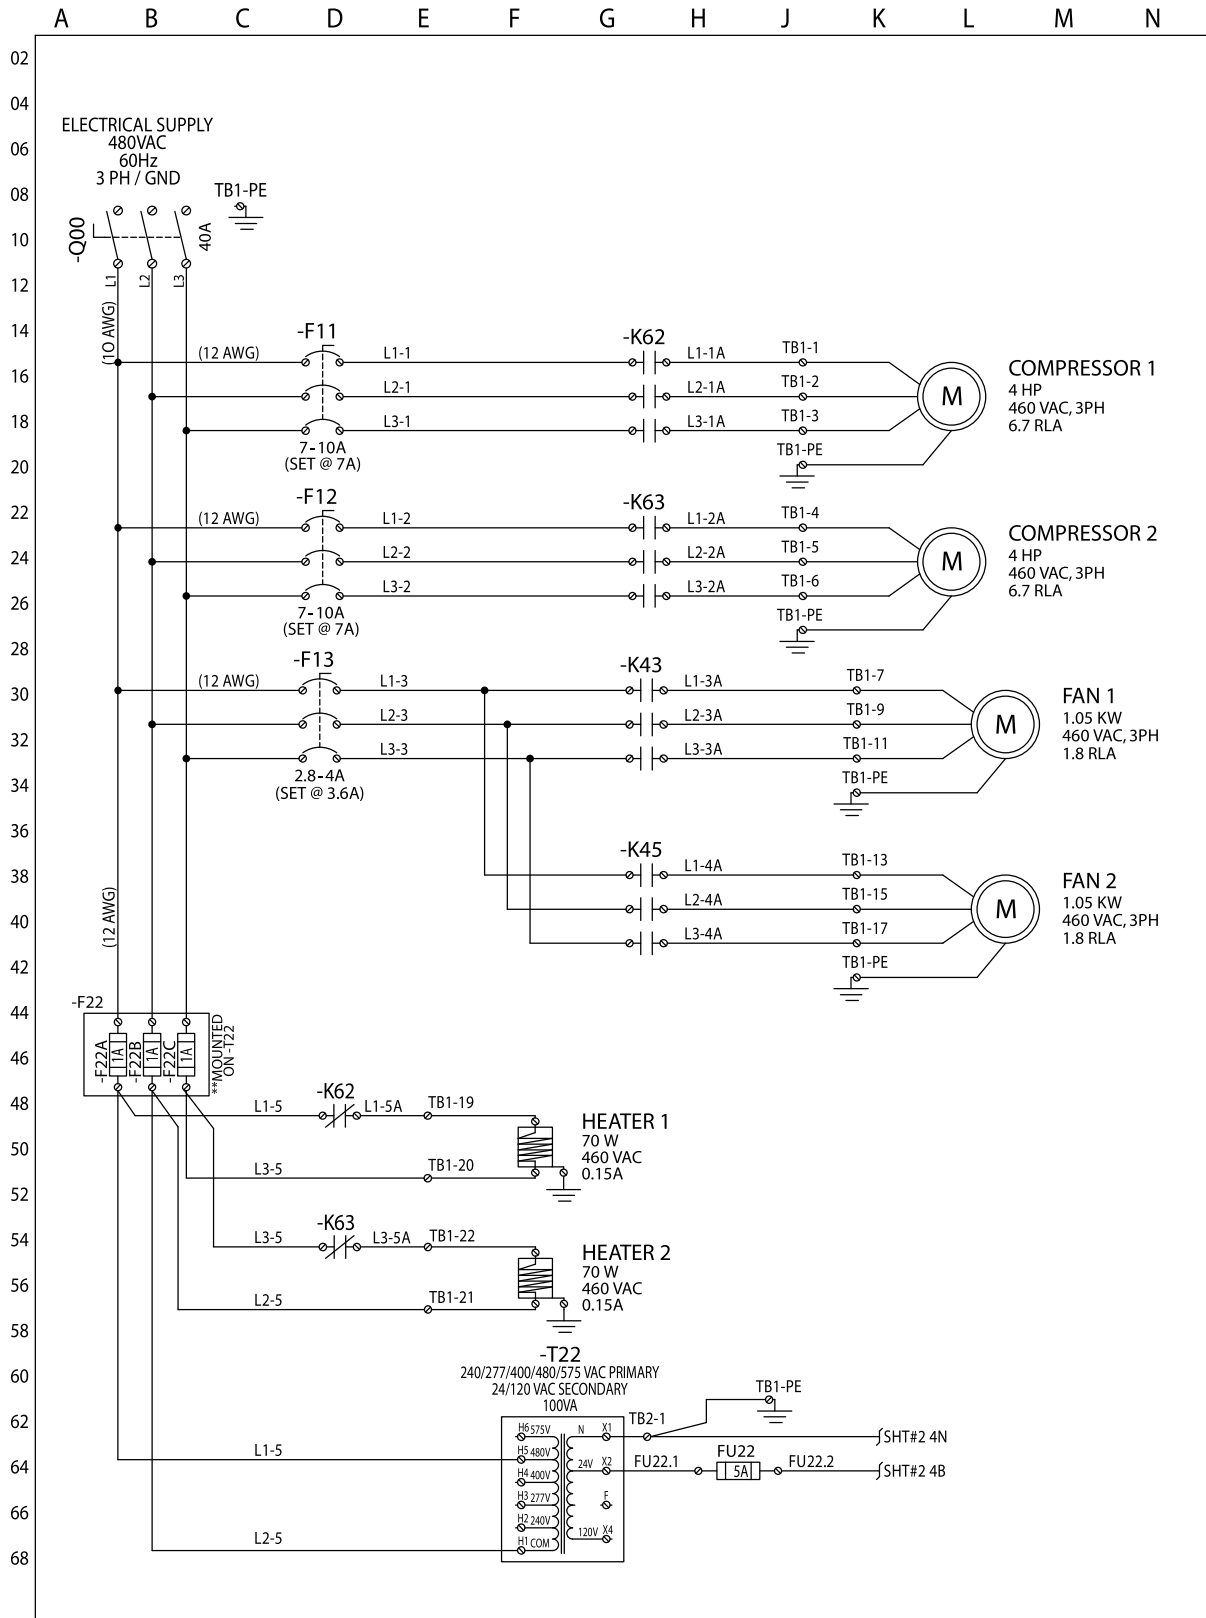 A B C D E F G H J K L M N
02
04
06
08
10
12
14
16
18
20
22
24
26
28
30
32
34
36
38
40
42
44
46
48
50
52
54
56
58
60
62
64
66
68
ELECTRICAL SUPPLY
480VAC
60Hz
3 PH / GND
TB1-PE
-Q00
40A
L1
L2
L3
(10 AWG)
(12 AWG)
-F11
L1-1
L2-1
L3-1
7-10A
(SET @ 7A)
-K62
L1-1A
L2-1A
L3-1A
TB1-1
TB1-2
TB1-3
TB1-PE
M
COMPRESSOR 1
4 HP
460 VAC, 3PH
6.7 RLA
(12 AWG)
-F12
L1-2
L2-2
L3-2
7-10A
(SET @ 7A)
-K63
L1-2A
L2-2A
L3-2A
TB1-4
TB1-5
TB1-6
TB1-PE
M
COMPRESSOR 2
4 HP
460 VAC, 3PH
6.7 RLA
(12 AWG)
-F13
L1-3
L2-3
L3-3
2.8-4A
(SET @ 3.6A)
-K43
L1-3A
L2-3A
L3-3A
TB1-7
TB1-9
TB1-11
TB1-PE
M
FAN 1
1.05 KW
460 VAC, 3PH
1.8 RLA
-K45
L1-4A
L2-4A
L3-4A
TB1-13
TB1-15
TB1-17
TB1-PE
M
FAN 2
1.05 KW
460 VAC, 3PH
1.8 RLA
(12 AWG)
-F22
-F22A
1A
-F22B
1A
-F22C
1A
**MOUNTED
ON -T22
L1-5
-K62
L1-5A
TB1-19
L3-5
TB1-20
HEATER 1
70 W
460 VAC
0.15A
L3-5
-K63
L3-5A
TB1-22
L2-5
TB1-21
HEATER 2
70 W
460 VAC
0.15A
-T22
240/277/400/480/575 VAC PRIMARY
24/120 VAC SECONDARY
100VA
L1-5
L2-5
H6 575V
H5 480V
H4 400V
H3 277V
H2 240V
H1 COM
N X1
24V X2
F
120V X4
TB2-1
TB1-PE
SHT#2 4N
FU22.1
FU22
5A
FU22.2
SHT#2 4B